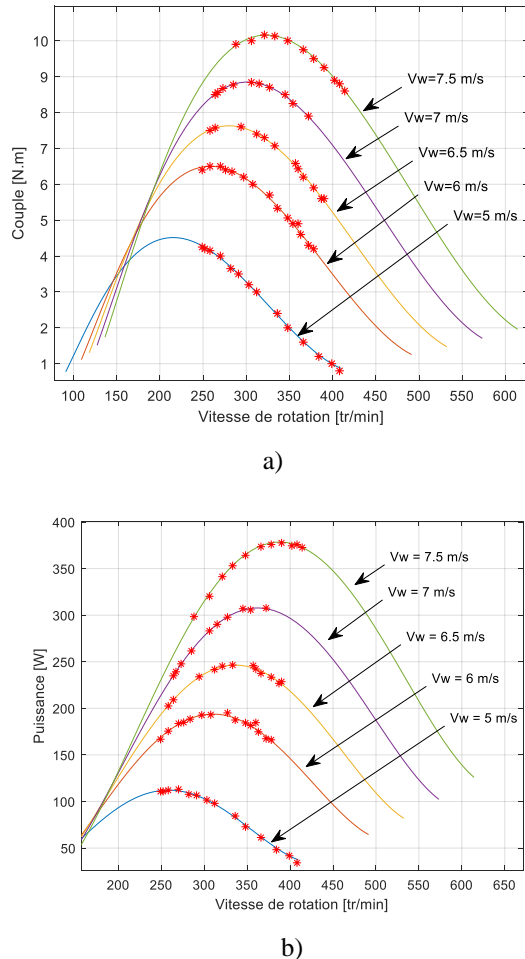 10
9
8
7
6
5
4
3
2
1
Couple [N.m]
Vw=7.5 m/s
Vw=7 m/s
Vw=6.5 m/s
Vw=6 m/s
Vw=5 m/s
100 150 200 250 300 350 400 450 500 550 600
Vitesse de rotation [tr/min]
a)
400
350
300
250
200
150
100
50
Puissance [W]
Vw = 7.5 m/s
Vw = 7 m/s
Vw = 6.5 m/s
Vw = 6 m/s
Vw = 5 m/s
200 250 300 350 400 450 500 550 600 650
Vitesse de rotation [tr/min]
b)